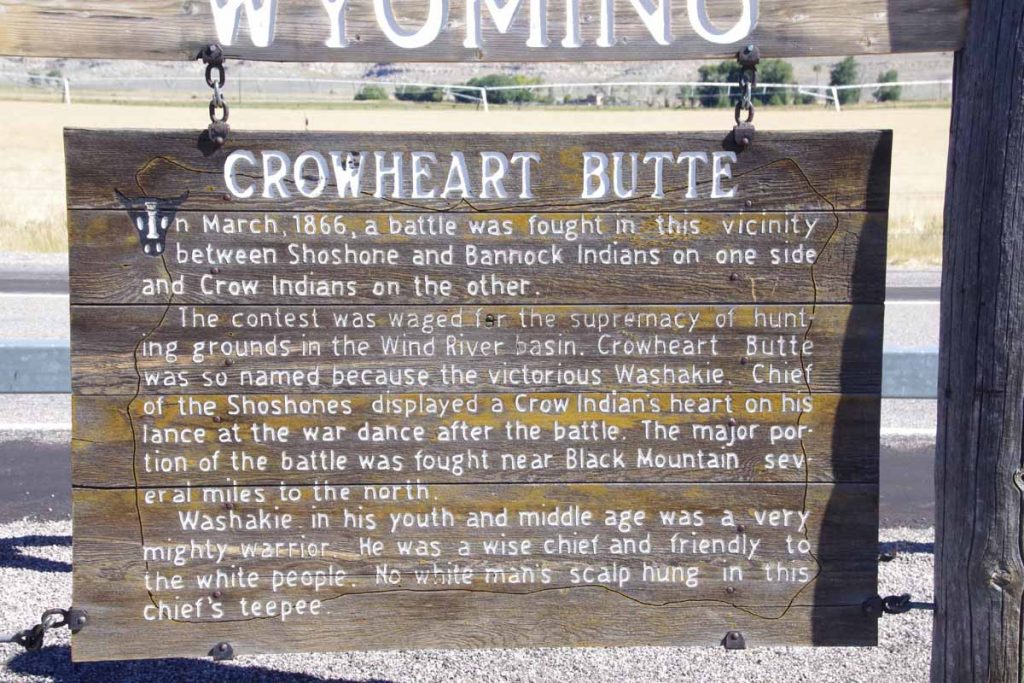 WYOMING
CROWHEART BUTTE
In March, 1866, a battle was fought in this vicinity
between Shoshone and Bannock Indians on one side
and Crow Indians on the other.
The contest was waged for the supremacy of hunt-
ing grounds in the Wind River basin. Crowheart Butte
was so named because the victorious Washakie. Chief
of the Shoshones displayed a Crow Indian's heart on his
lance at the war dance after the battle. The major por-
tion of the battle was fought near Black Mountain sev
eral miles to the north.
Washakie in his youth and middle age was a very
mighty warrior. He was a wise chief and friendly to
the white people. No white man's scalp hung in this
chief's teepee.